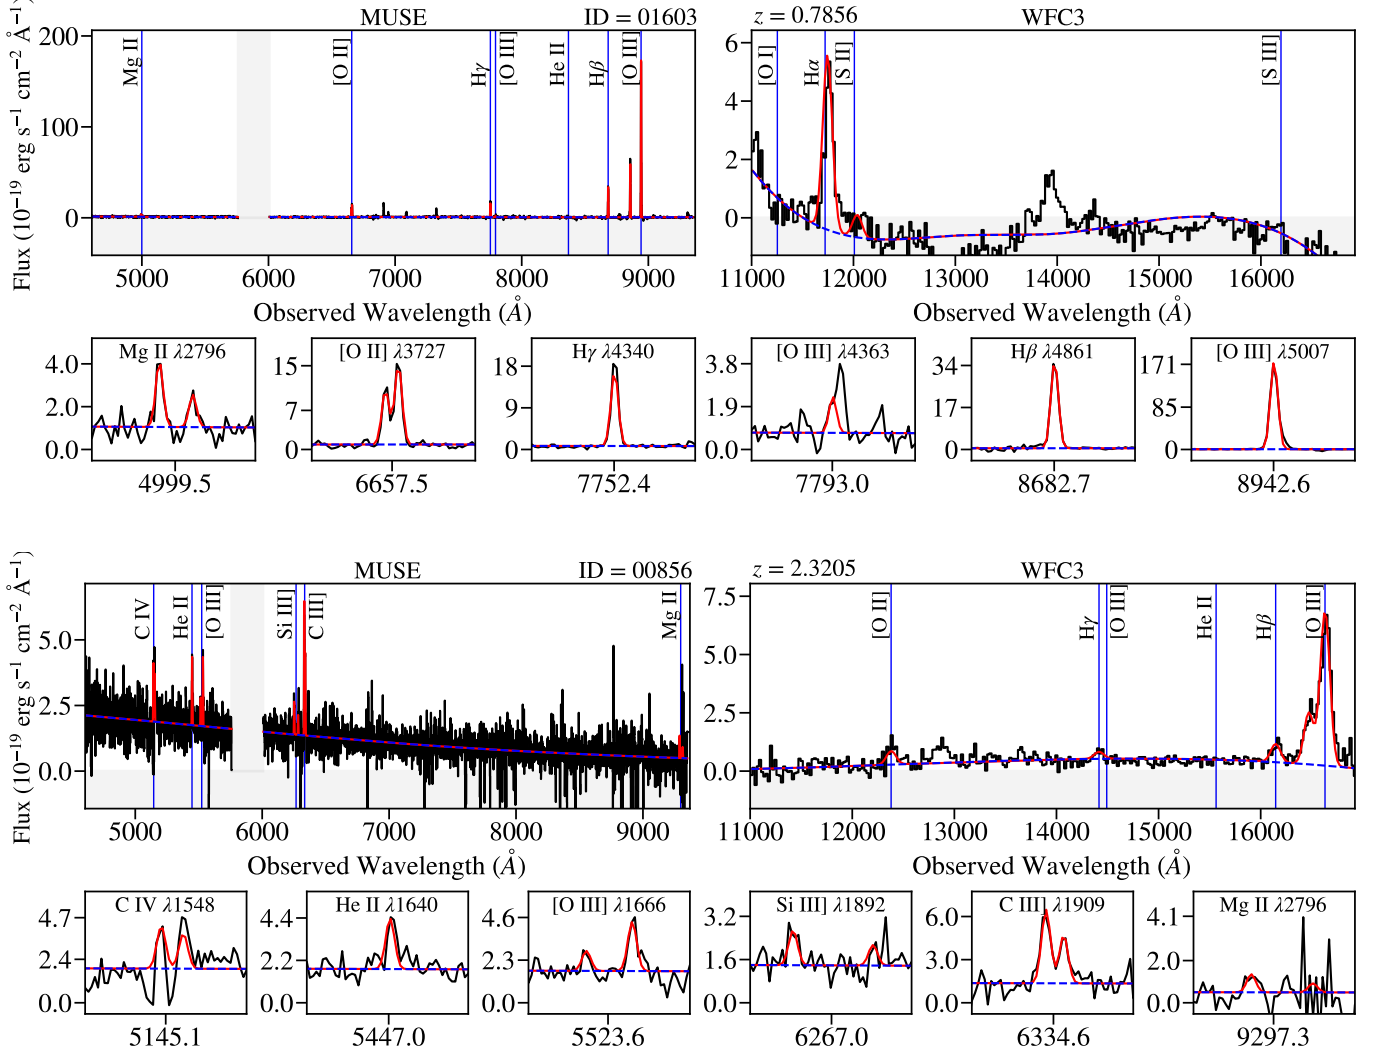 MUSE ID = 01603
z = 0.7856 WFC3
Flux (10⁻¹⁹ erg s⁻¹ cm⁻² Å⁻¹)
200
100
0
Mg II
[O II]
Hγ
[O III]
He II
Hβ
[O III]
5000 6000 7000 8000 9000
Observed Wavelength (Å)
6
4
2
0
[O I]
Hα
[S II]
[S III]
11000 12000 13000 14000 15000 16000
Observed Wavelength (Å)
Mg II λ2796
4.0
2.0
0.0
4999.5
[O II] λ3727
15
7
0
6657.5
Hγ λ4340
18
9
0
7752.4
[O III] λ4363
3.8
1.9
0.0
7793.0
Hβ λ4861
34
17
0
8682.7
[O III] λ5007
171
85
0
8942.6
MUSE ID = 00856
z = 2.3205 WFC3
Flux (10⁻¹⁹ erg s⁻¹ cm⁻² Å⁻¹)
5.0
2.5
0.0
C IV
He II
[O III]
Si III]
C III]
Mg II
5000 6000 7000 8000 9000
Observed Wavelength (Å)
7.5
5.0
2.5
0.0
[O II]
Hγ
[O III]
He II
Hβ
[O III]
11000 12000 13000 14000 15000 16000
Observed Wavelength (Å)
C IV λ1548
4.7
2.4
0.0
5145.1
He II λ1640
4.4
2.2
0.0
5447.0
[O III] λ1666
4.6
2.3
0.0
5523.6
Si III] λ1892
3.2
1.6
0.0
6267.0
C III] λ1909
6.0
3.0
0.0
6334.6
Mg II λ2796
4.1
2.0
0.0
9297.3